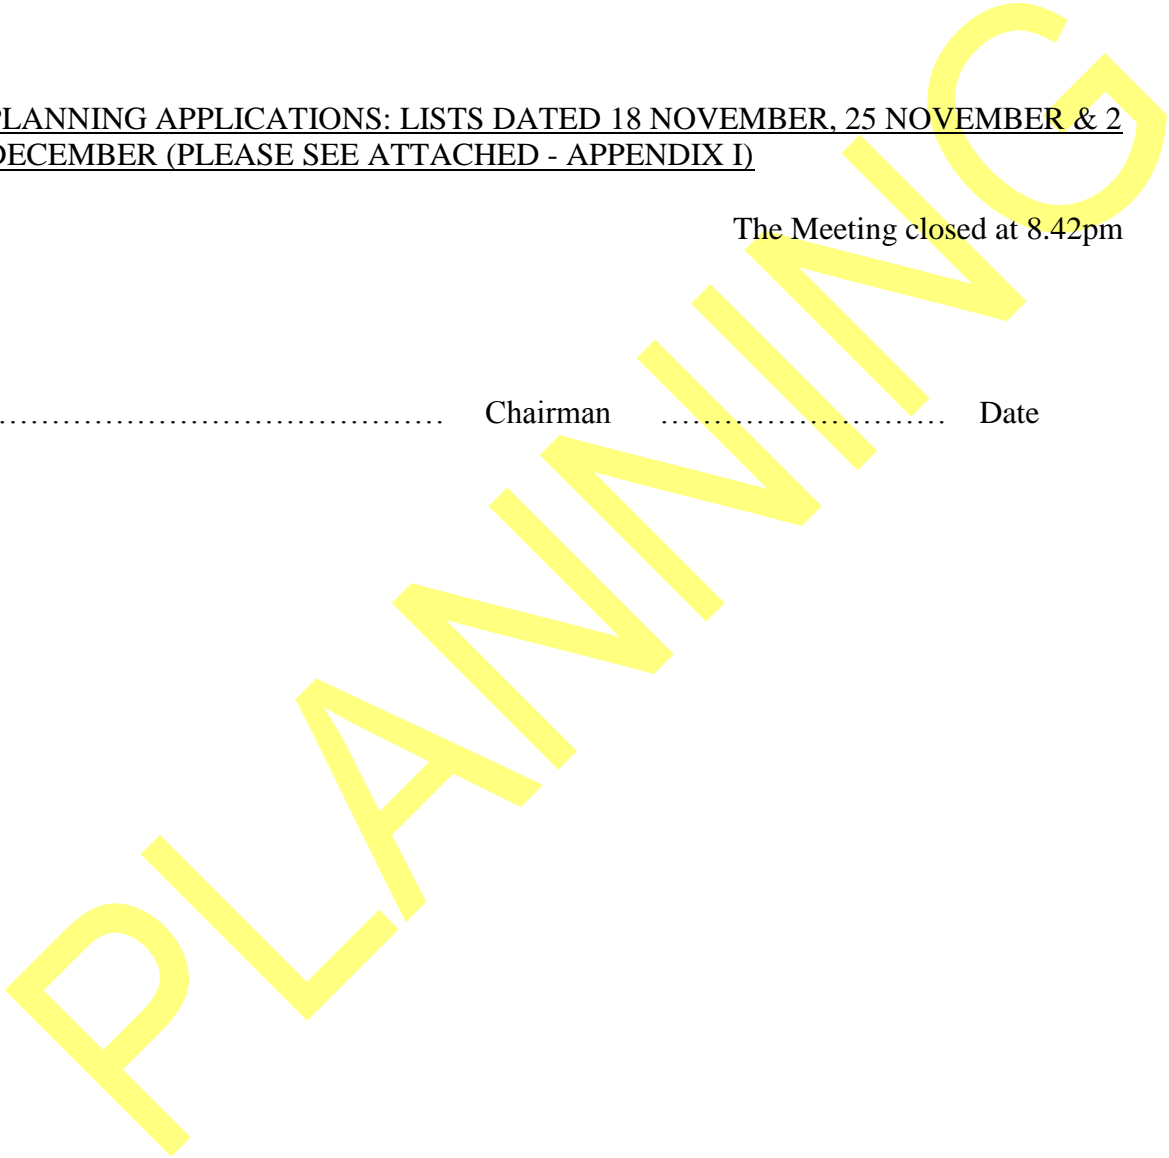 PLANNING APPLICATIONS: LISTS DATED 18 NOVEMBER, 25 NOVEMBER & 2
DECEMBER (PLEASE SEE ATTACHED - APPENDIX I)
The Meeting closed at 8.42pm
…………………………………… Chairman ……………………… Date
PLANNING